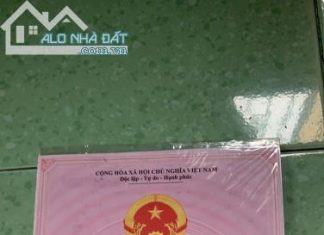 ALO NHÀ ĐẤT
.com.vn
CỘNG HÒA XÃ HỘI CHỦ NGHĨA VIỆT NAM
Độc lập - Tự do - Hạnh phúc